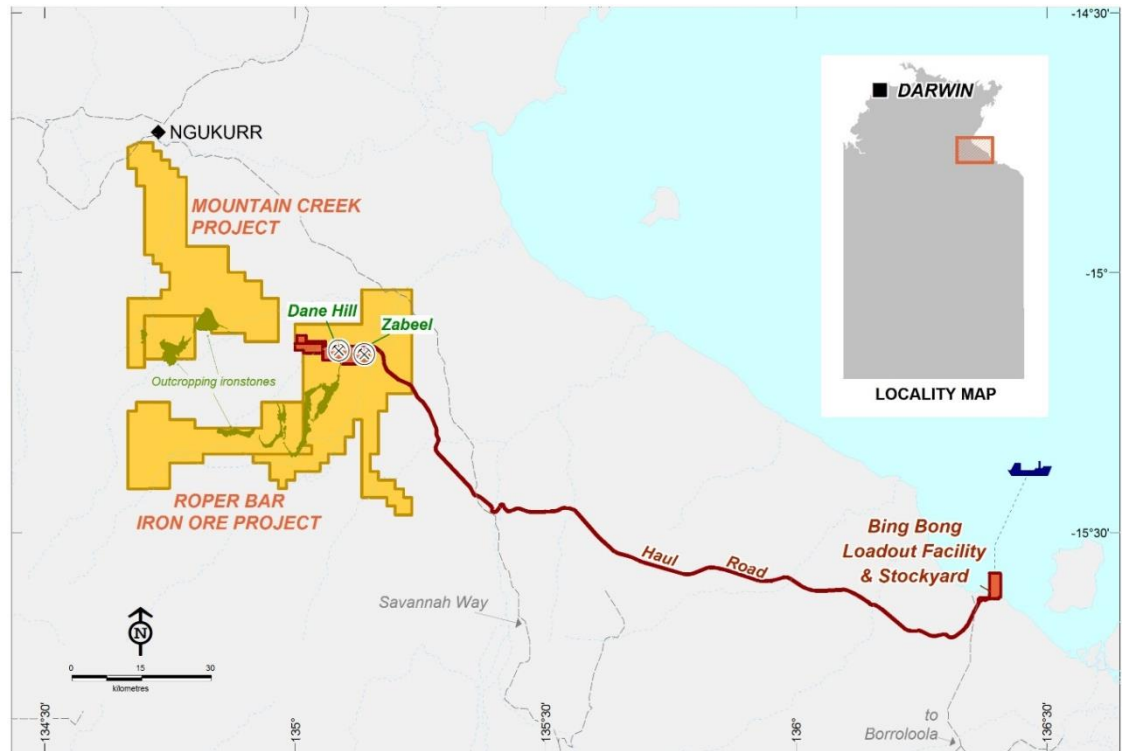 -14°30'
DARWIN
NGUKURR
MOUNTAIN CREEK
PROJECT
-15°
Dane Hill
Zabeel
Outcropping ironstones
LOCALITY MAP
ROPER BAR
IRON ORE PROJECT
Bing Bong
Loadout Facility
& Stockyard
-15°30'
Haul Road
Savannah Way
N
0 15 30
kilometres
to
Borroloola
134°30'
135°
135°30'
136°
136°30'